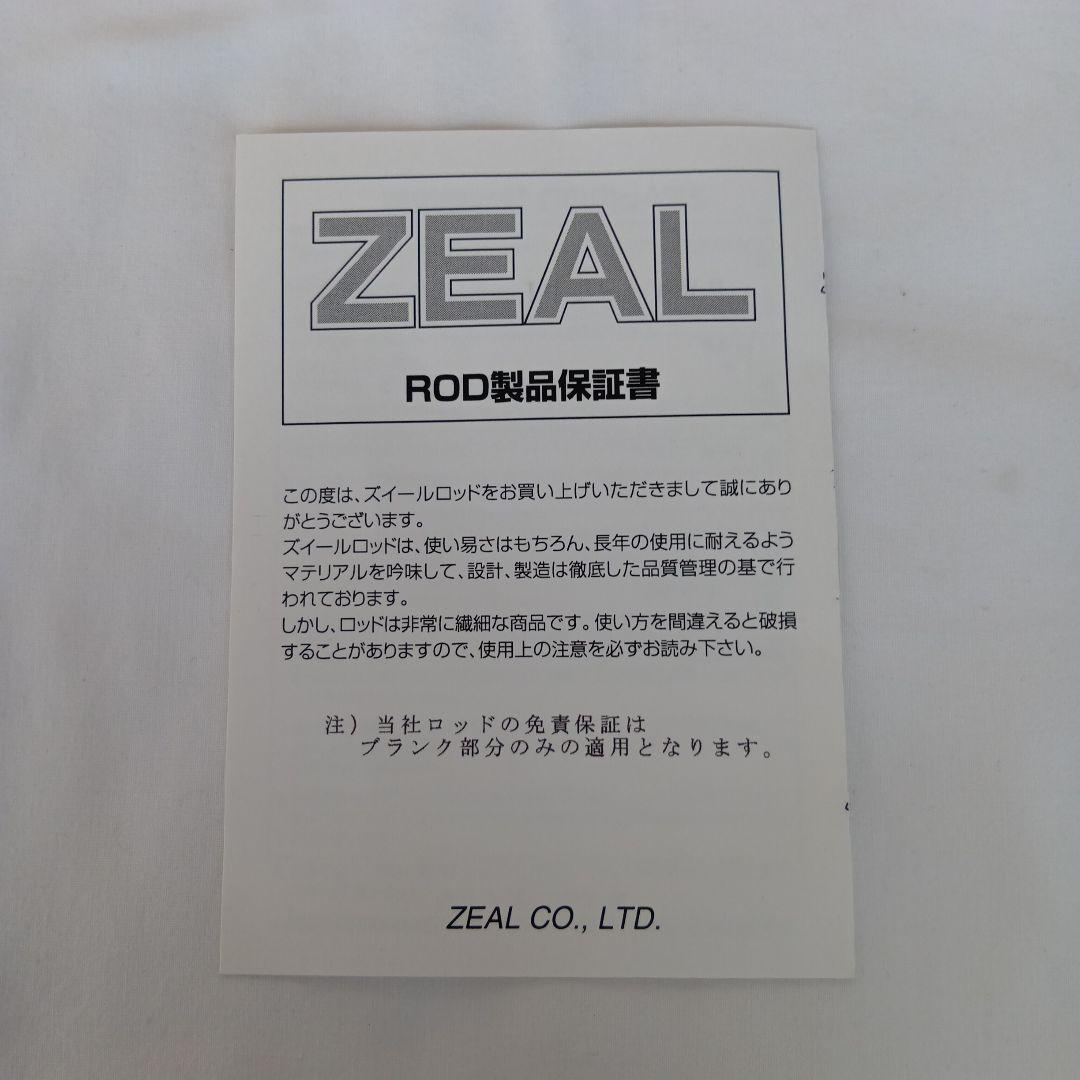 ZEAL
ROD製品保証書
この度は、ズイールロッドをお買い上げいただきまして誠にあり
がとうございます。
ズイールロッドは、使い易さはもちろん、長年の使用に耐えるよう
マテリアルを吟味して、設計、製造は徹底した品質管理の基で行
われております。
しかし、ロッドは非常に繊細な商品です。使い方を間違えると破損
することがありますので、使用上の注意を必ずお読み下さい。
注）当社ロッドの免責保証は
ブランク部分のみの適用となります。
ZEAL CO., LTD.